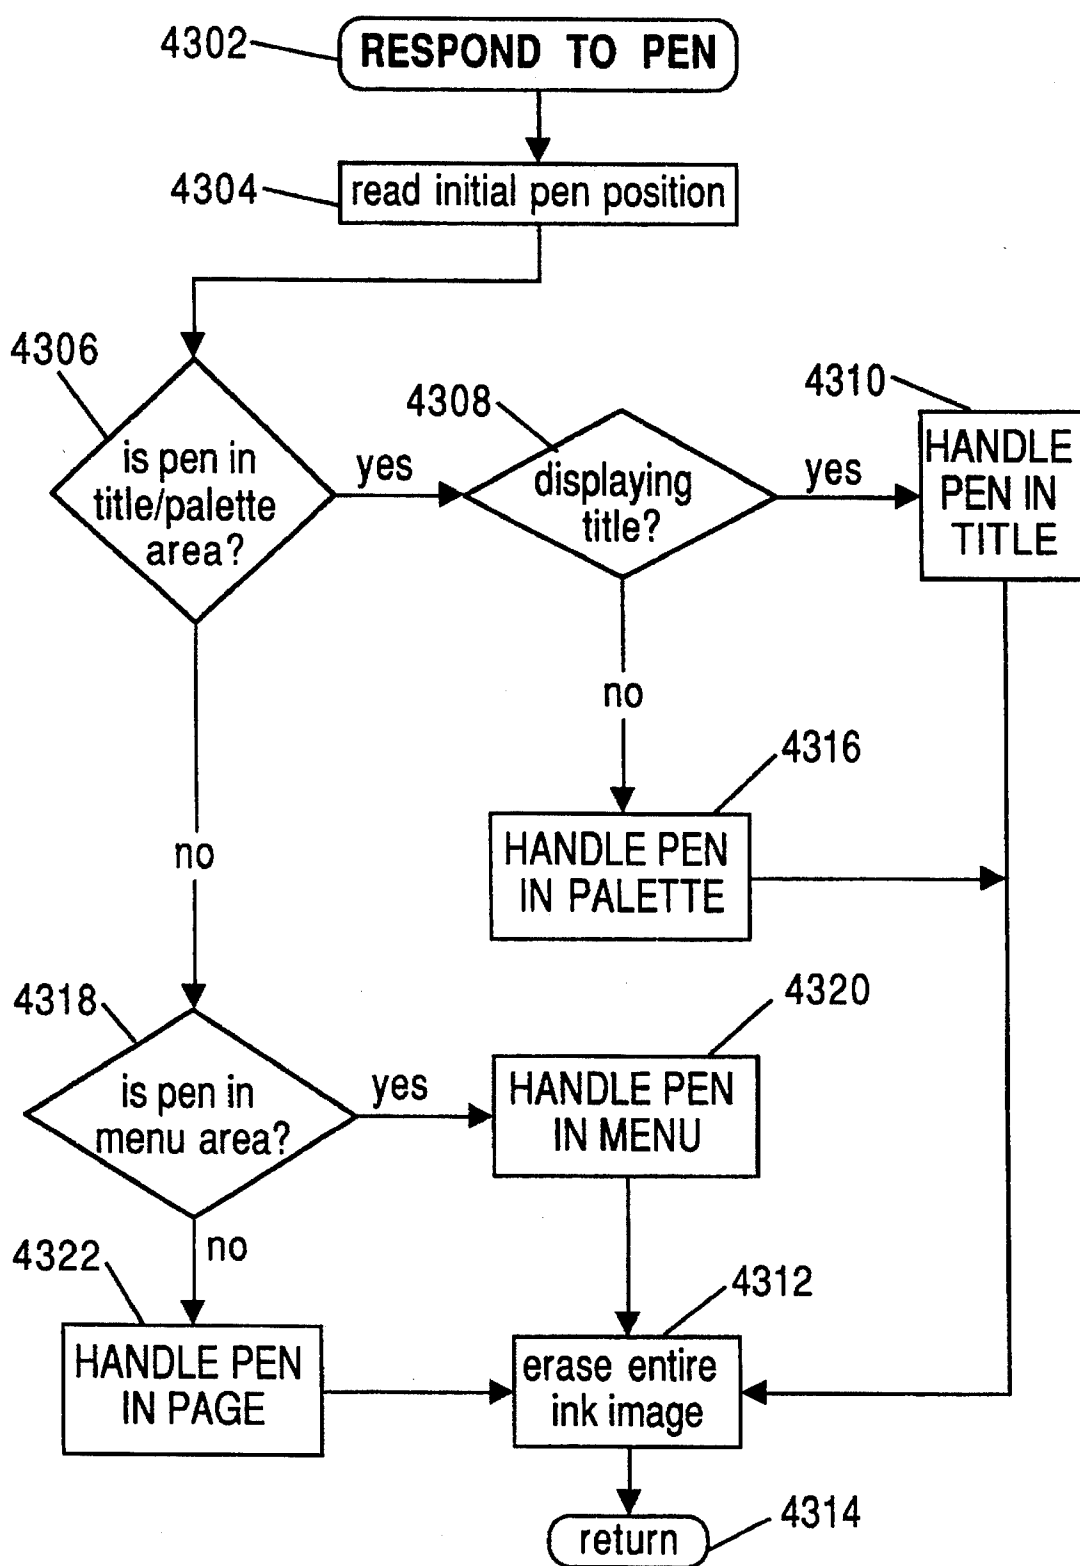 4302
RESPOND TO PEN
4304
read initial pen position
4306
is pen in
title/palette
area?
yes
4308
displaying
title?
yes
4310
HANDLE
PEN IN
TITLE
no
4316
HANDLE PEN
IN PALETTE
no
4318
is pen in
menu area?
yes
4320
HANDLE PEN
IN MENU
no
4322
HANDLE PEN
IN PAGE
4312
erase entire
ink image
return
4314